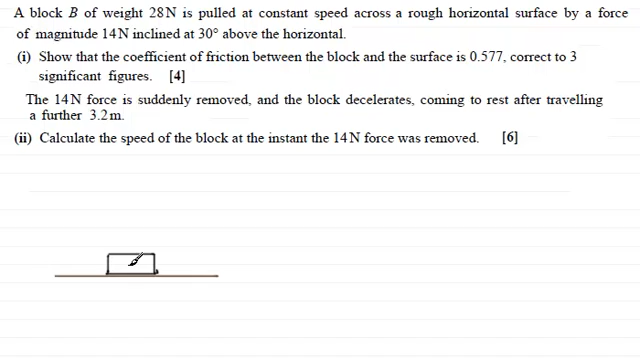 A block B of weight 28N is pulled at constant speed across a rough horizontal surface by a force
of magnitude 14N inclined at 30° above the horizontal.
(i) Show that the coefficient of friction between the block and the surface is 0.577, correct to 3
significant figures. [4]
The 14N force is suddenly removed, and the block decelerates, coming to rest after travelling
a further 3.2m.
(ii) Calculate the speed of the block at the instant the 14N force was removed. [6]